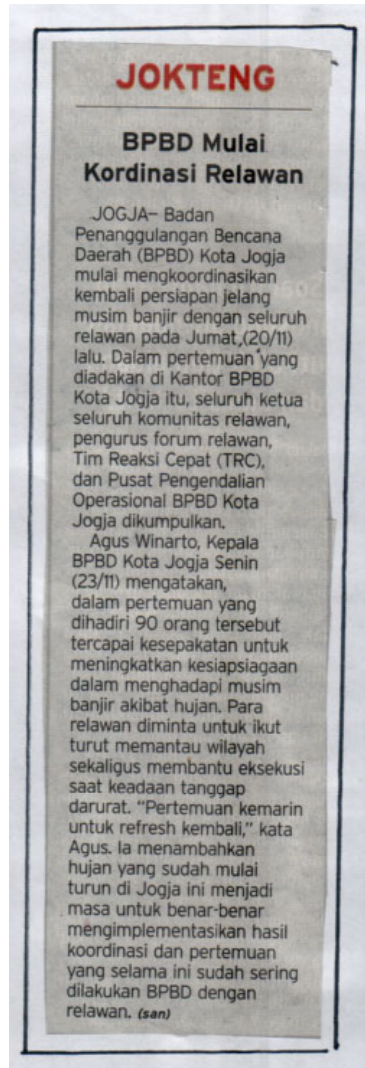 JOKTENG
BPBD Mulai
Kordinasi Relawan
JOGJA– Badan
Penanggulangan Bencana
Daerah (BPBD) Kota Jogja
mulai mengkoordinasikan
kembali persiapan jelang
musim banjir dengan seluruh
relawan pada Jumat,(20/11)
lalu. Dalam pertemuan yang
diadakan di Kantor BPBD
Kota Jogja itu, seluruh ketua
seluruh komunitas relawan,
pengurus forum relawan,
Tim Reaksi Cepat (TRC),
dan Pusat Pengendalian
Operasional BPBD Kota
Jogja dikumpulkan.
Agus Winarto, Kepala
BPBD Kota Jogja Senin
(23/11) mengatakan,
dalam pertemuan yang
dihadiri 90 orang tersebut
tercapai kesepakatan untuk
meningkatkan kesiapsiagaan
dalam menghadapi musim
banjir akibat hujan. Para
relawan diminta untuk ikut
turut memantau wilayah
sekaligus membantu eksekusi
saat keadaan tanggap
darurat. “Pertemuan kemarin
untuk refresh kembali,” kata
Agus. Ia menambahkan
hujan yang sudah mulai
turun di Jogja ini menjadi
masa untuk benar-benar
mengimplementasikan hasil
koordinasi dan pertemuan
yang selama ini sudah sering
dilakukan BPBD dengan
relawan. (san)